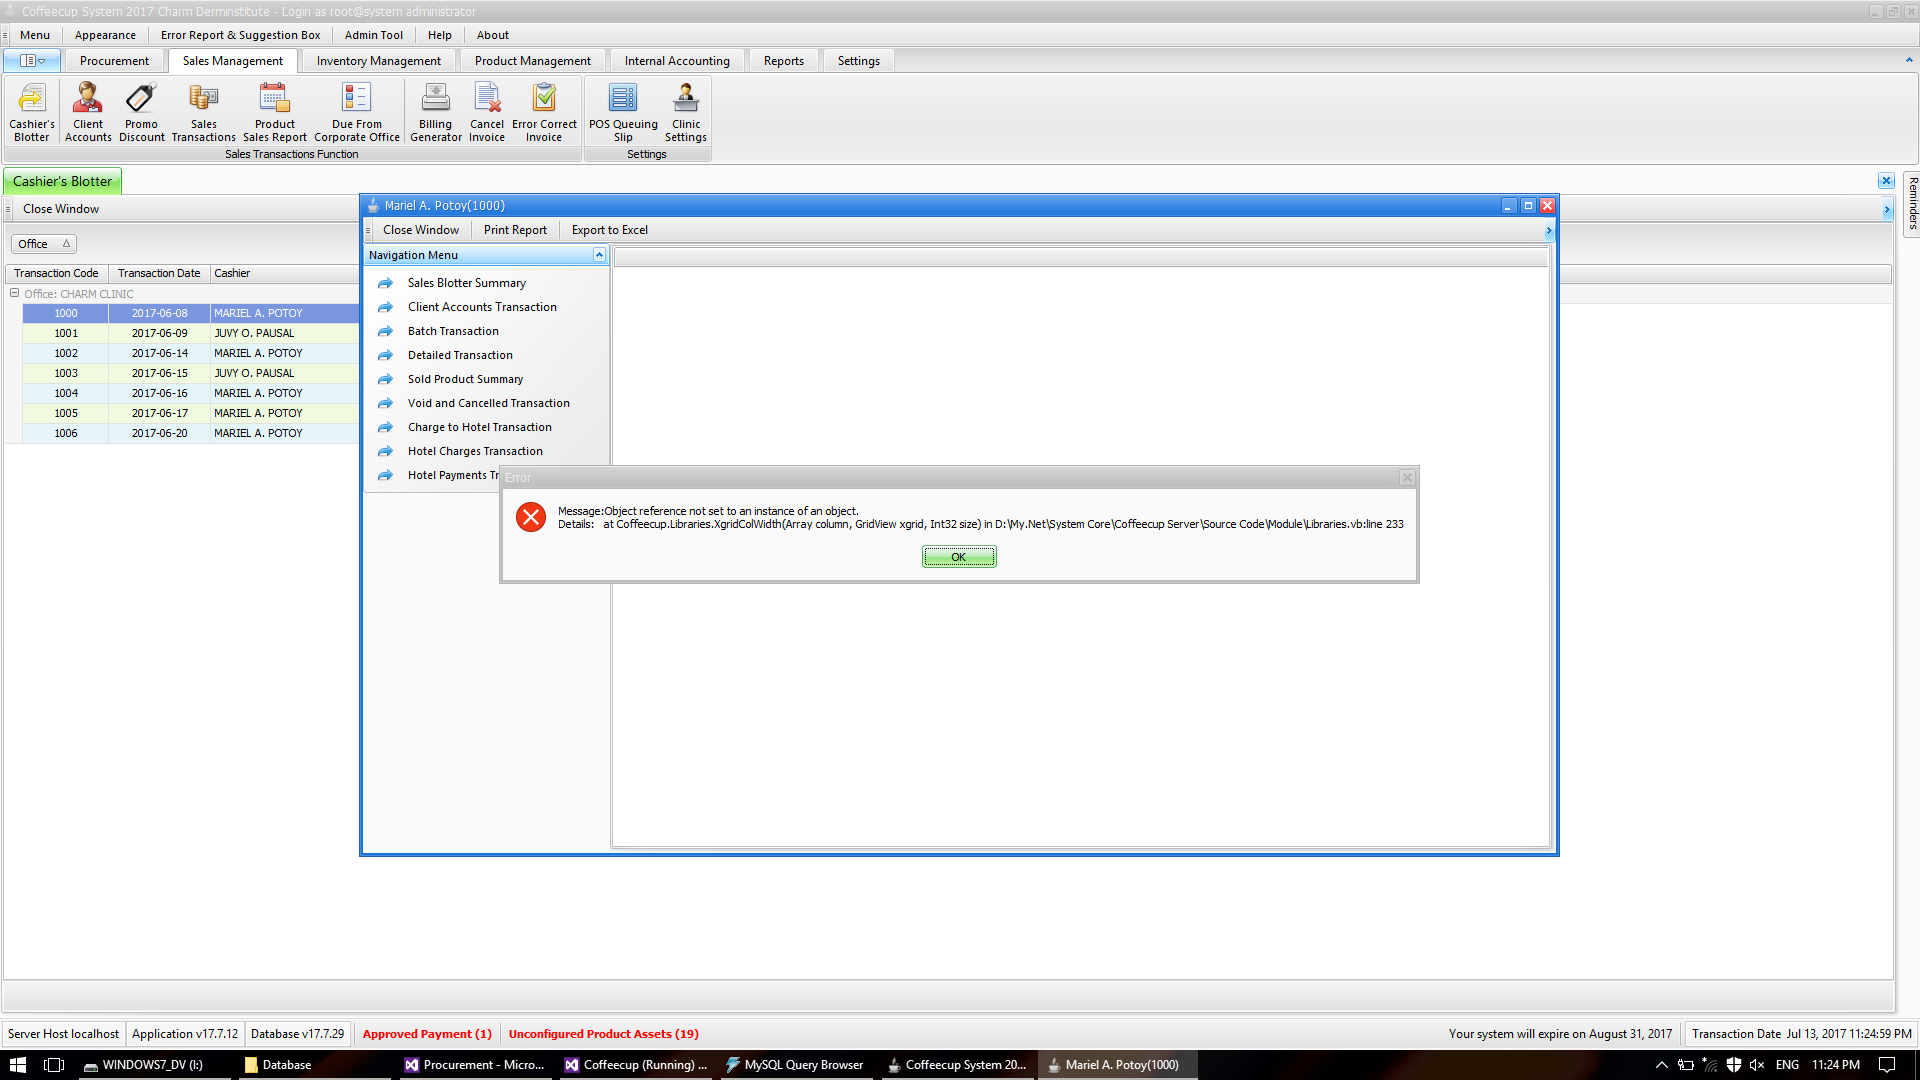 Coffeecup System 2017 Charm Derminstitute - Login as root@system administrator
Menu Appearance Error Report & Suggestion Box Admin Tool Help About
Procurement Sales Management Inventory Management Product Management Internal Accounting Reports Settings
Cashier's Blotter
Client Accounts
Promo Discount
Sales Transactions
Product Sales Report
Due From Corporate Office
Billing Generator
Cancel Invoice
Error Correct Invoice
POS Queuing Slip
Clinic Settings
Sales Transactions Function
Settings
Cashier's Blotter
Reminders
Close Window
Office
Transaction Code Transaction Date Cashier
Office: CHARM CLINIC
1000 2017-06-08 MARIEL A. POTOY
1001 2017-06-09 JUVY O. PAUSAL
1002 2017-06-14 MARIEL A. POTOY
1003 2017-06-15 JUVY O. PAUSAL
1004 2017-06-16 MARIEL A. POTOY
1005 2017-06-17 MARIEL A. POTOY
1006 2017-06-20 MARIEL A. POTOY
Mariel A. Potoy(1000)
Close Window Print Report Export to Excel
Navigation Menu
Sales Blotter Summary
Client Accounts Transaction
Batch Transaction
Detailed Transaction
Sold Product Summary
Void and Cancelled Transaction
Charge to Hotel Transaction
Hotel Charges Transaction
Hotel Payments Tr
Error
Message:Object reference not set to an instance of an object.
Details: at Coffeecup.Libraries.XgridColWidth(Array column, GridView xgrid, Int32 size) in D:\My.Net\System Core\Coffeecup Server\Source Code\Module\Libraries.vb:line 233
OK
Server Host localhost Application v17.7.12 Database v17.7.29 Approved Payment (1) Unconfigured Product Assets (19) Your system will expire on August 31, 2017 Transaction Date Jul 13, 2017 11:24:59 PM
WINDOWS7_DV (I:) Database Procurement - Micro... Coffeecup (Running) ... MySQL Query Browser Coffeecup System 20... Mariel A. Potoy(1000) ENG 11:24 PM